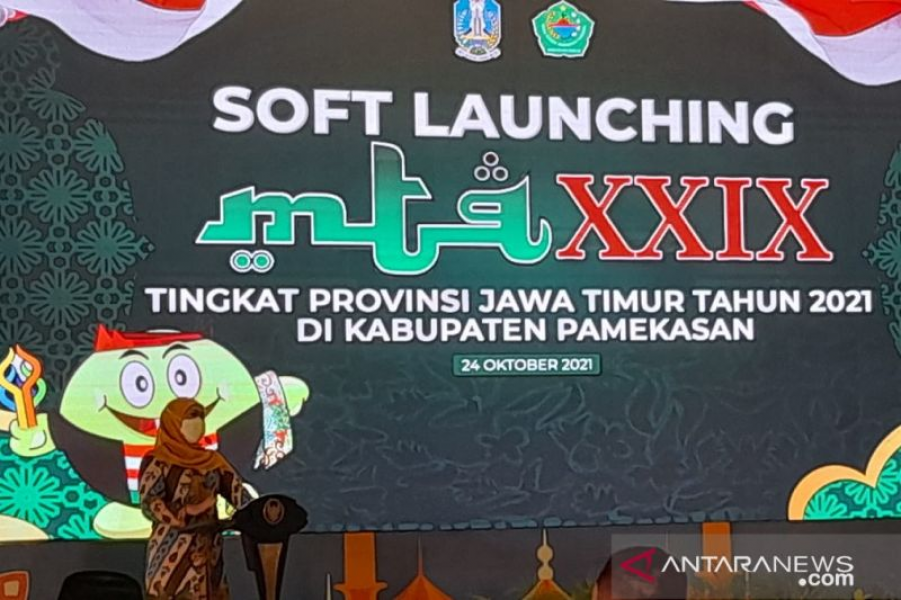 SOFT LAUNCHING
mtq XXIX
TINGKAT PROVINSI JAWA TIMUR TAHUN 2021
DI KABUPATEN PAMEKASAN
24 OKTOBER 2021
ANTARANEWS
.com